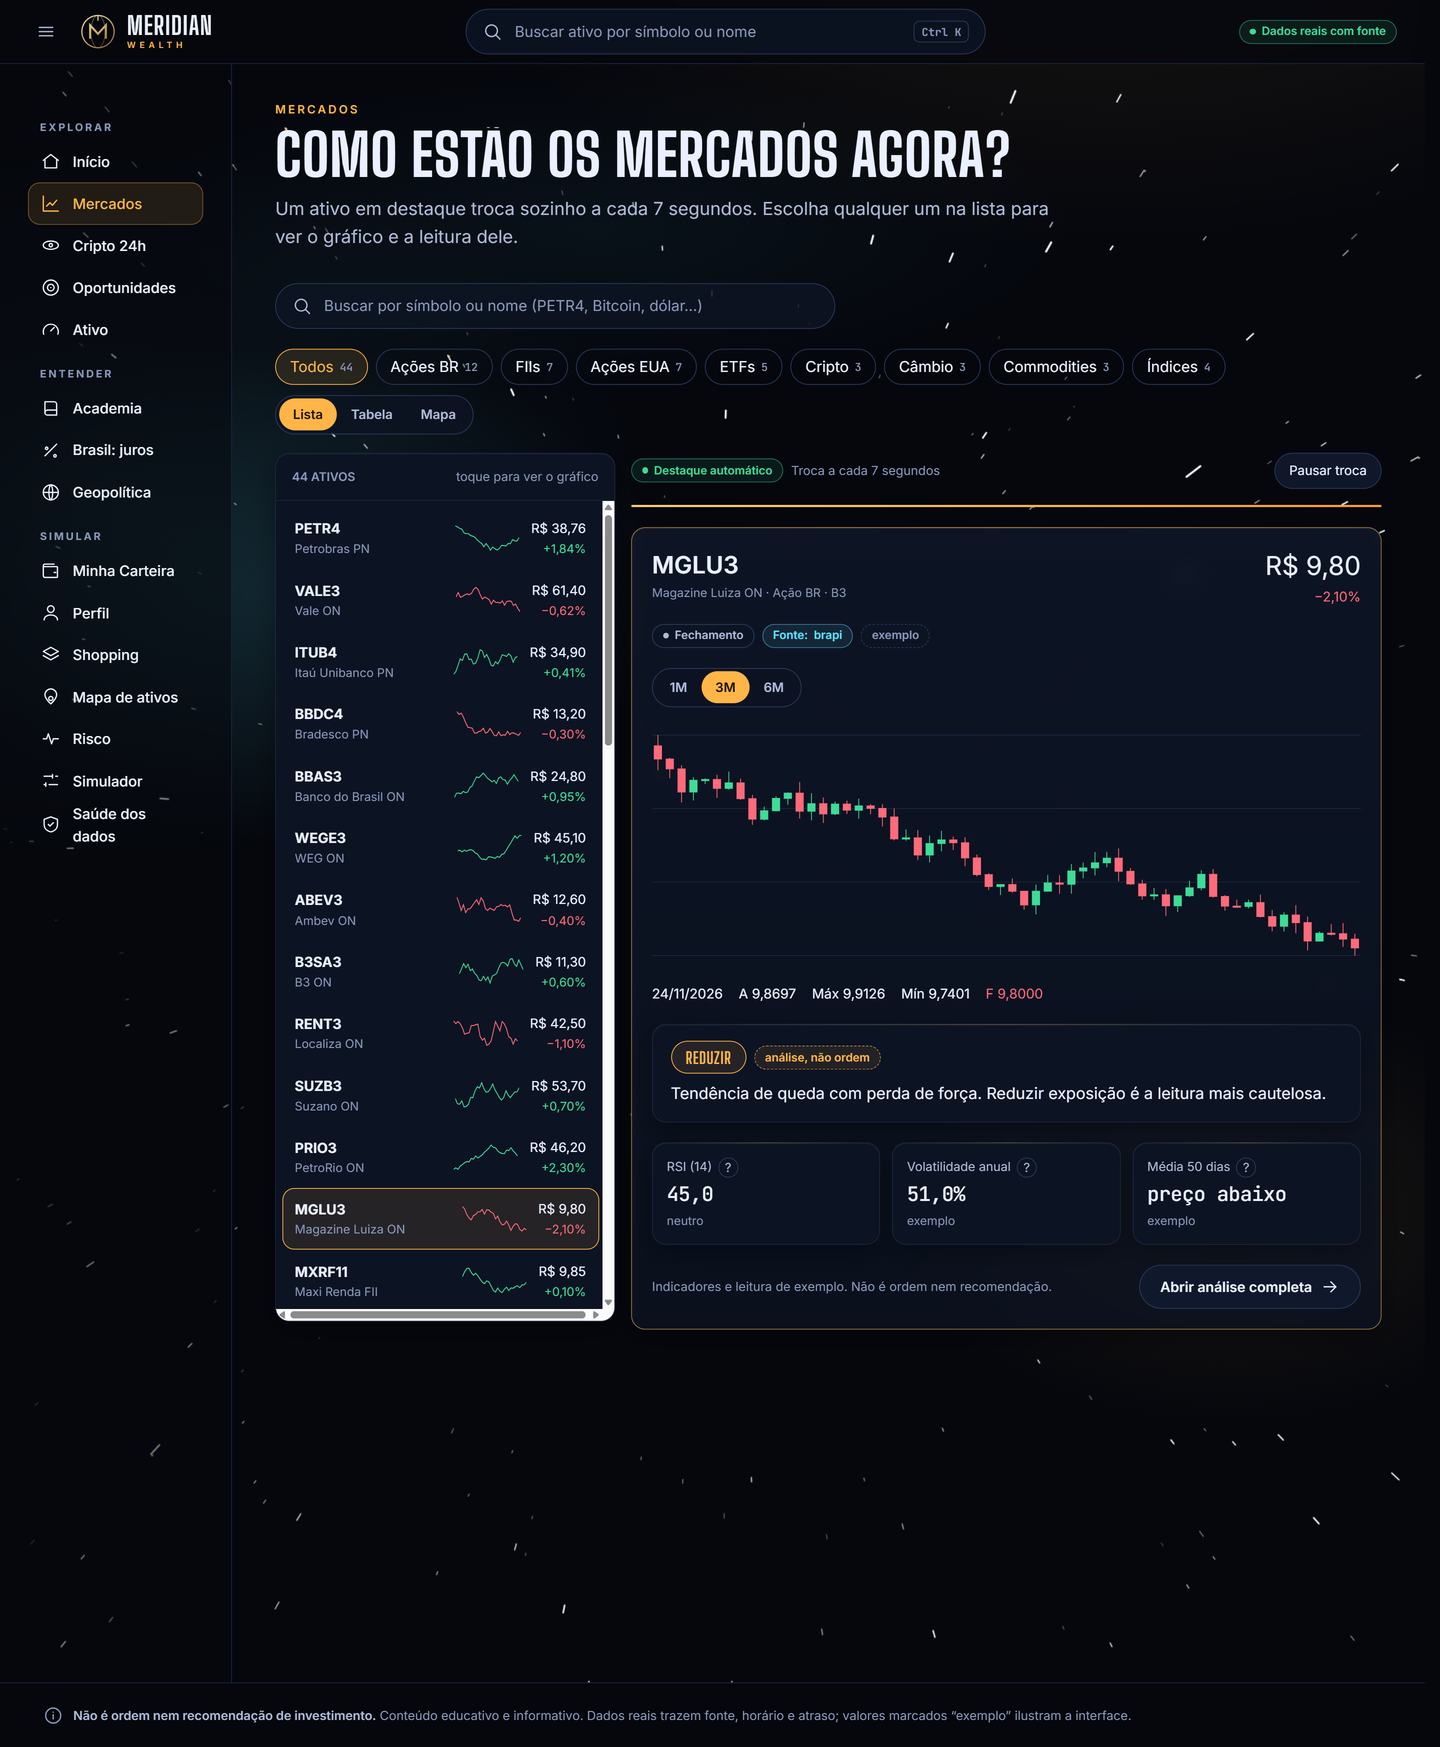 MERIDIAN
WEALTH
Buscar ativo por símbolo ou nome
Ctrl K
Dados reais com fonte
EXPLORAR
Início
Mercados
Cripto 24h
Oportunidades
Ativo
ENTENDER
Academia
Brasil: juros
Geopolítica
SIMULAR
Minha Carteira
Perfil
Shopping
Mapa de ativos
Risco
Simulador
Saúde dos
dados
MERCADOS
COMO ESTÃO OS MERCADOS AGORA?
Um ativo em destaque troca sozinho a cada 7 segundos. Escolha qualquer um na lista para
ver o gráfico e a leitura dele.
Buscar por símbolo ou nome (PETR4, Bitcoin, dólar...)
Todos 44
Ações BR 12
FIIs 7
Ações EUA 7
ETFs 5
Cripto 3
Câmbio 3
Commodities 3
Índices 4
Lista
Tabela
Mapa
44 ATIVOS
toque para ver o gráfico
PETR4 R$ 38,76
Petrobras PN +1,84%
VALE3 R$ 61,40
Vale ON −0,62%
ITUB4 R$ 34,90
Itaú Unibanco PN +0,41%
BBDC4 R$ 13,20
Bradesco PN −0,30%
BBAS3 R$ 24,80
Banco do Brasil ON +0,95%
WEGE3 R$ 45,10
WEG ON +1,20%
ABEV3 R$ 12,60
Ambev ON −0,40%
B3SA3 R$ 11,30
B3 ON +0,60%
RENT3 R$ 42,50
Localiza ON −1,10%
SUZB3 R$ 53,70
Suzano ON +0,70%
PRIO3 R$ 46,20
PetroRio ON +2,30%
MGLU3 R$ 9,80
Magazine Luiza ON −2,10%
MXRF11 R$ 9,85
Maxi Renda FII +0,10%
Destaque automático
Troca a cada 7 segundos
Pausar troca
MGLU3 R$ 9,80
Magazine Luiza ON · Ação BR · B3 −2,10%
Fechamento
Fonte: brapi
exemplo
1M
3M
6M
24/11/2026 A 9,8697 Máx 9,9126 Mín 9,7401 F 9,8000
REDUZIR
análise, não ordem
Tendência de queda com perda de força. Reduzir exposição é a leitura mais cautelosa.
RSI (14) ?
45,0
neutro
Volatilidade anual ?
51,0%
exemplo
Média 50 dias ?
preço abaixo
exemplo
Indicadores e leitura de exemplo. Não é ordem nem recomendação.
Abrir análise completa
Não é ordem nem recomendação de investimento. Conteúdo educativo e informativo. Dados reais trazem fonte, horário e atraso; valores marcados “exemplo” ilustram a interface.